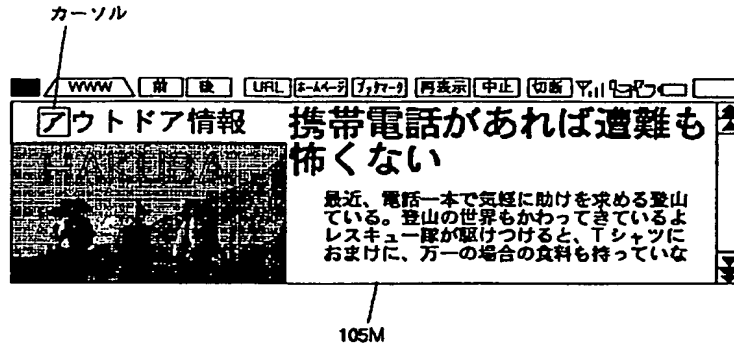 カーソル
WWW 前 後 URL ホームページ ブックマーク 再表示 中止 切断
アウトドア情報
携帯電話があれば遭難も
怖くない
HAKUBA
最近、電話一本で気軽に助けを求める登山
ている。登山の世界もかわってきているよ
レスキュー隊が駆けつけると、Tシャツに
おまけに、万一の場合の食料も持っていな
105M